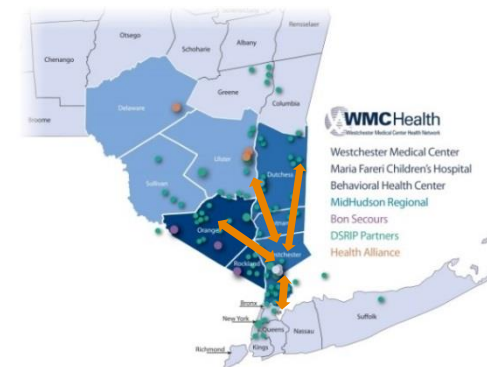 Rensselaer
Otsego
Albany
Schoharie
Chenango
Greene
Columbia
Delaware
Broome
Ulster
Dutchess
Sullivan
Orange
Putnam
Westchester
Rockland
Bronx
New York
Queens
Nassau
Suffolk
Kings
Richmond
WMCHealth
Westchester Medical Center Health Network
Westchester Medical Center
Maria Fareri Children's Hospital
Behavioral Health Center
MidHudson Regional
Bon Secours
DSRIP Partners
Health Alliance